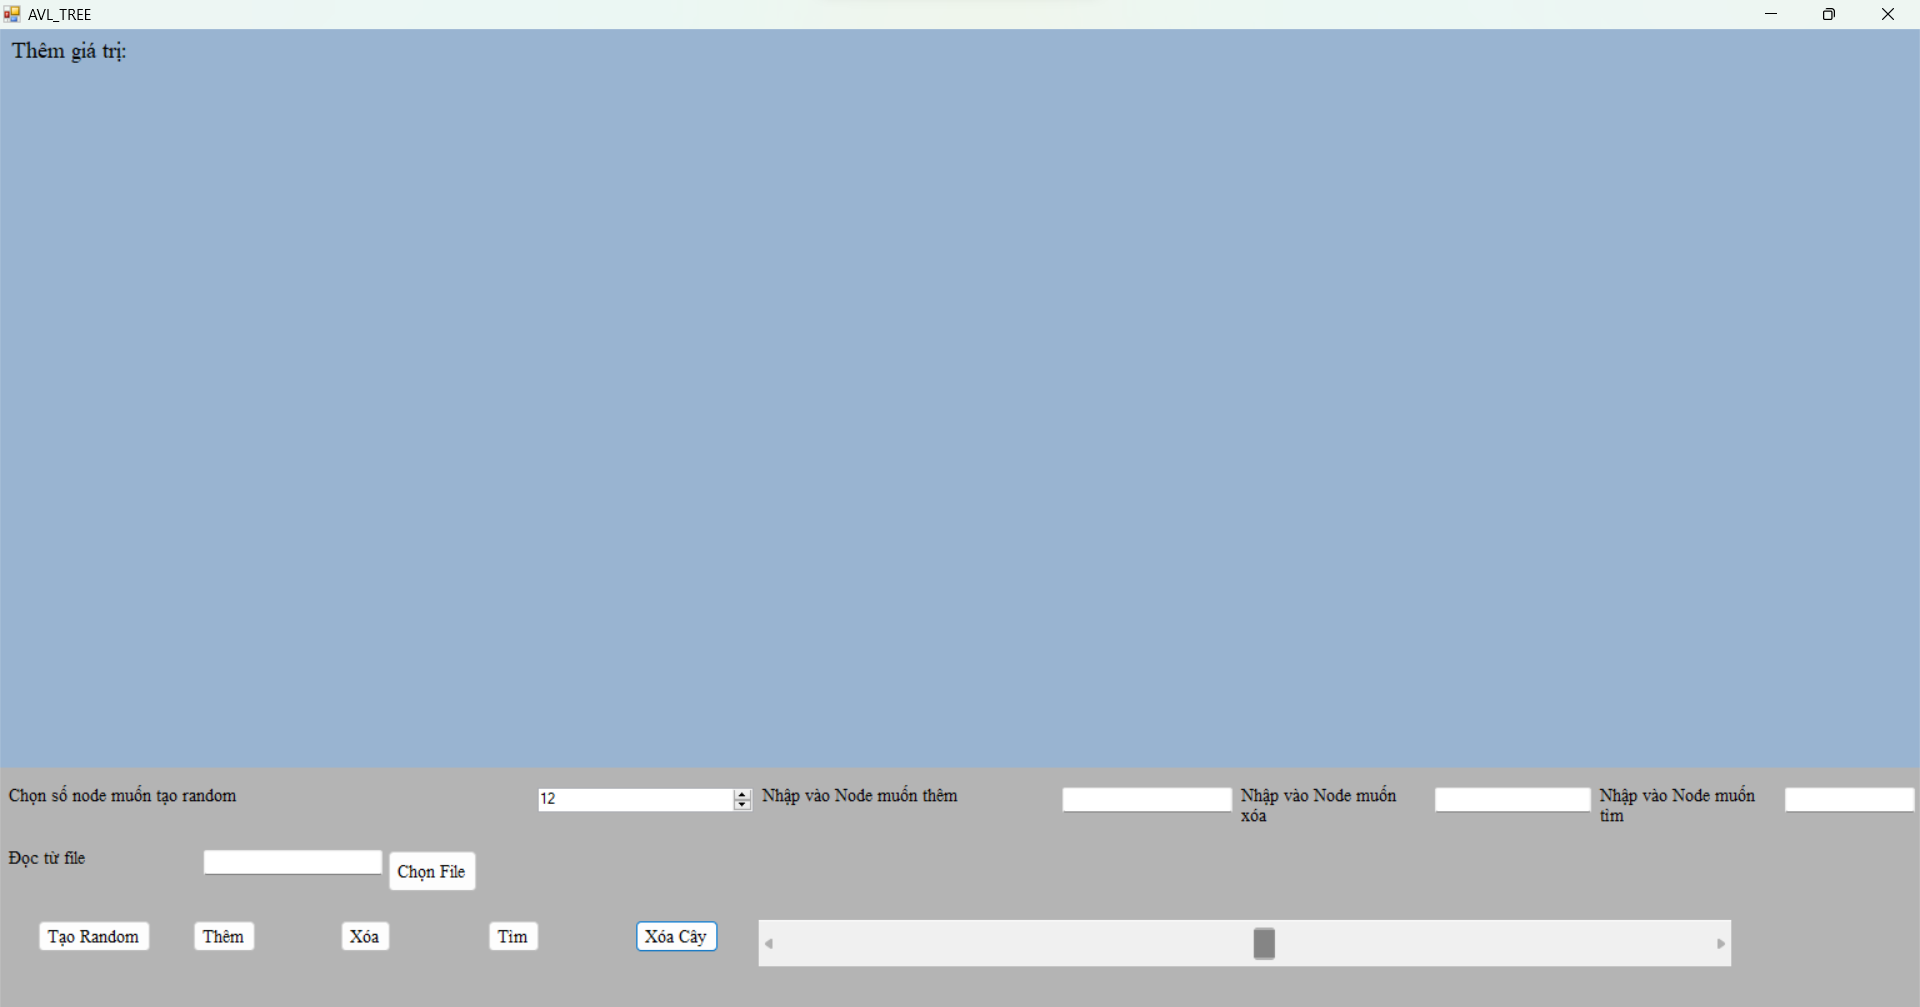 AVL_TREE
Thêm giá trị:
Chọn số node muốn tạo random
12
Nhập vào Node muốn thêm
Nhập vào Node muốn
xóa
Nhập vào Node muốn
tìm
Đọc từ file
Chọn File
Tạo Random
Thêm
Xóa
Tìm
Xóa Cây